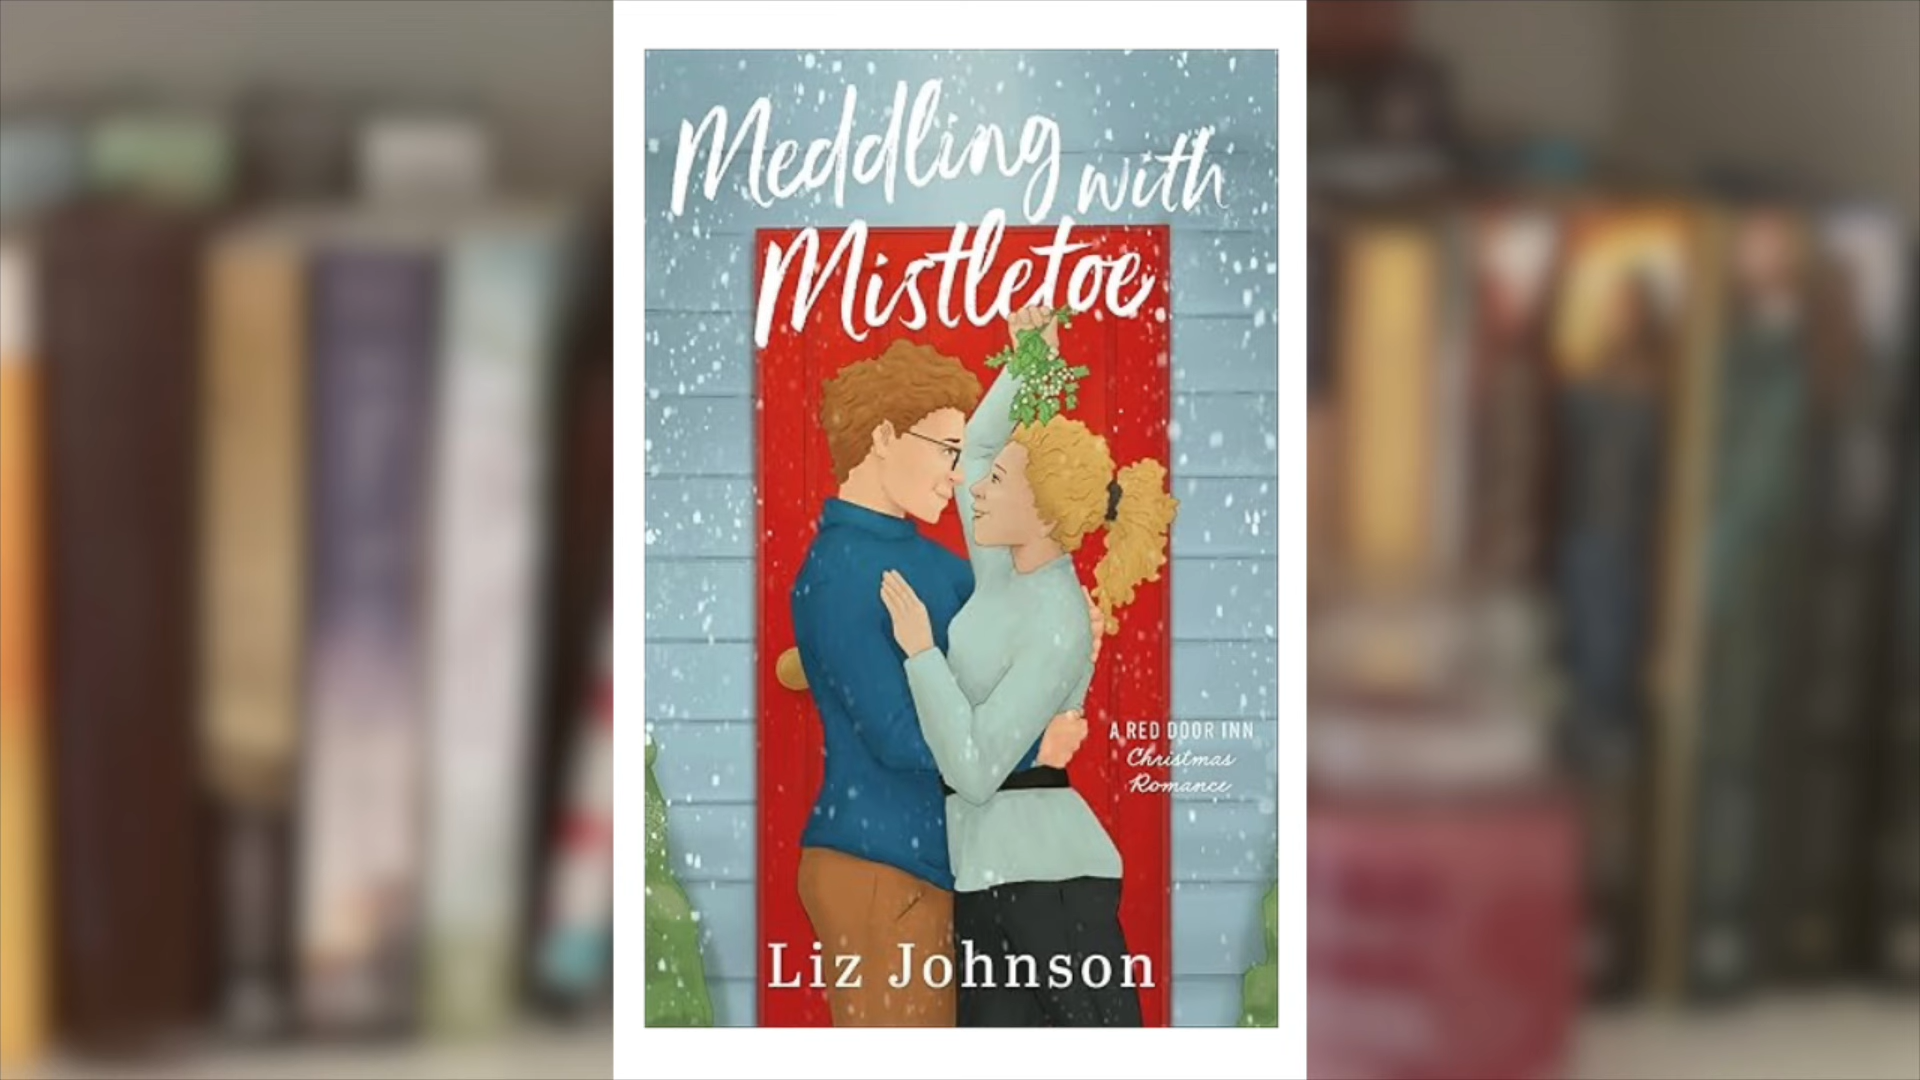 Meddling with
Mistletoe
A RED DOOR INN
Christmas
Romance
Liz Johnson